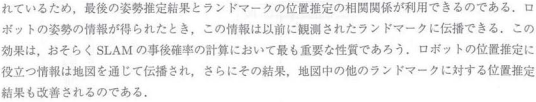 れているため，最後の姿勢推定結果とランドマークの位置推定の相関関係が利用できるのである．ロ
ボットの姿勢の情報が得られたとき，この情報は以前に観測されたランドマークに伝播できる．この
効果は，おそらく SLAM の事後確率の計算において最も重要な性質であろう．ロボットの位置推定に
役立つ情報は地図を通じて伝播され，さらにその結果，地図中の他のランドマークに対する位置推定
結果も改善されるのである．